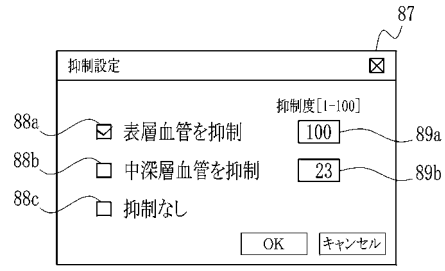 87
抑制設定
抑制度[1-100]
88a 表層血管を抑制 100 89a
88b 中深層血管を抑制 23 89b
88c 抑制なし
OK キャンセル